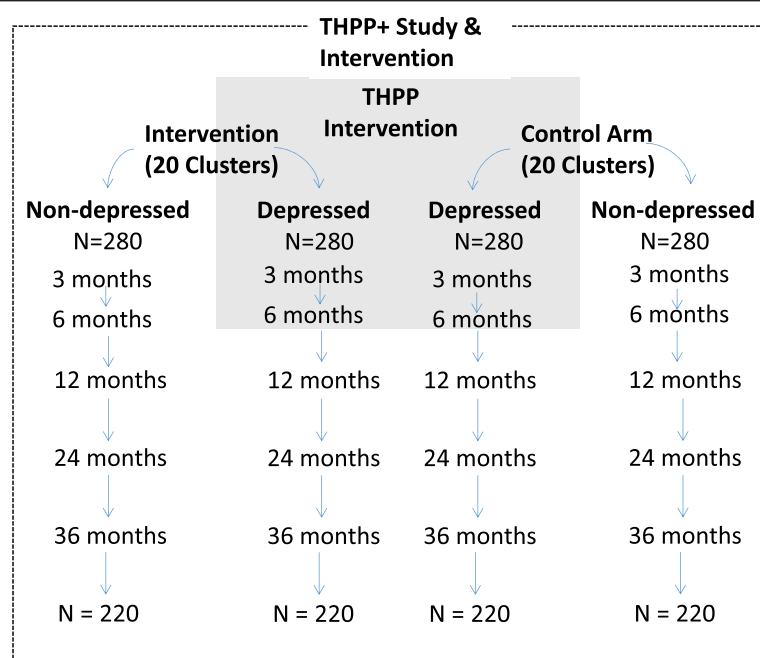 THPP+ Study &
Intervention
THPP
Intervention
Intervention
(20 Clusters)
Control Arm
(20 Clusters)
Non-depressed
N=280
3 months
6 months
12 months
24 months
36 months
N = 220
Depressed
N=280
3 months
6 months
12 months
24 months
36 months
N = 220
Depressed
N=280
3 months
6 months
12 months
24 months
36 months
N = 220
Non-depressed
N=280
3 months
6 months
12 months
24 months
36 months
N = 220